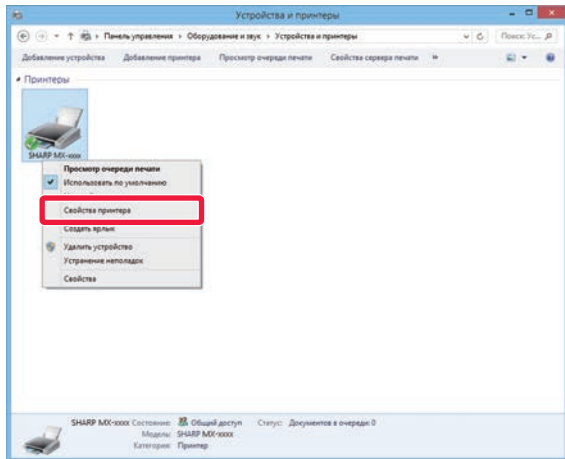 Устройства и принтеры
Панель управления ▸ Оборудование и звук ▸ Устройства и принтеры
Поиск: Ус...
Добавление устройства Добавление принтера Просмотр очереди печати Свойства сервера печати »
Принтеры
SHARP MX-xxxx
Просмотр очереди печати
Использовать по умолчанию
Свойства принтера
Создать ярлык
Удалить устройство
Устранение неполадок
Свойства
SHARP MX-xxxx Состояние: Общий доступ Статус: Документов в очереди: 0
Модель: SHARP MX-xxxx
Категория: Принтер